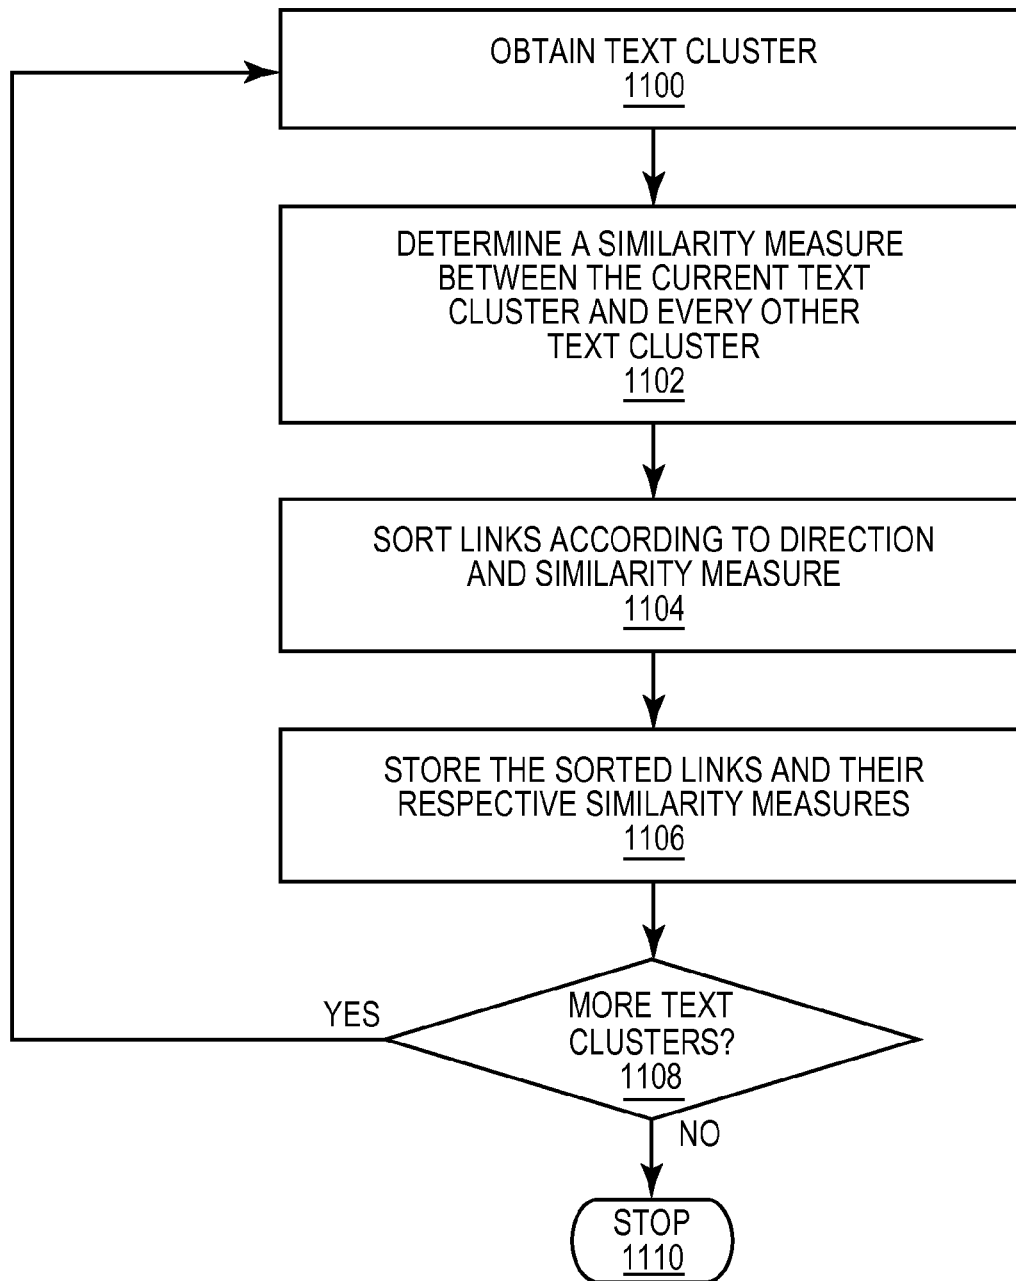 OBTAIN TEXT CLUSTER
1100
DETERMINE A SIMILARITY MEASURE
BETWEEN THE CURRENT TEXT
CLUSTER AND EVERY OTHER
TEXT CLUSTER
1102
SORT LINKS ACCORDING TO DIRECTION
AND SIMILARITY MEASURE
1104
STORE THE SORTED LINKS AND THEIR
RESPECTIVE SIMILARITY MEASURES
1106
YES
MORE TEXT
CLUSTERS?
1108
NO
STOP
1110